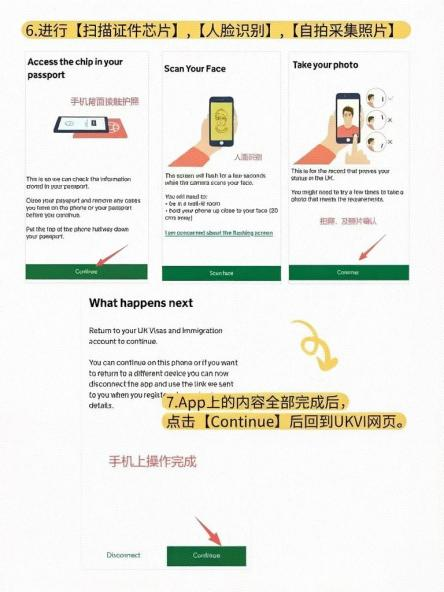 6.进行【扫描证件芯片】,【人脸识别】,【自拍采集照片】
Access the chip in your
passport
手机背面接触护照
This is so we can check the information
stored in your passport.
Close your passport and remove any cases
you have on the phone or your passport
before you continue.
Put the top of the phone halfway down
your passport.
Continue
Scan Your Face
人面识别
The screen will flash for a few seconds
while the camera scans your face.
You will need to:
• be in a well-lit room
• hold your phone up close to your face (20
cm away)
I am concerned about the flashing screen
Scan face
Take your photo
This is for the record that proves your
status in the UK.
You might need to try a few times to take a
photo that meets the requirements.
拍照,及照片确认
Continue
What happens next
Return to your UK Visas and Immigration
account to continue.
You can continue on this phone or if you want
to return to a different device you can now
disconnect the app and use the link we sent
to you when you
details.
7.App上的内容全部完成后,
点击【Continue】后回到UKVI网页。
手机上操作完成
Disconnect
Continue